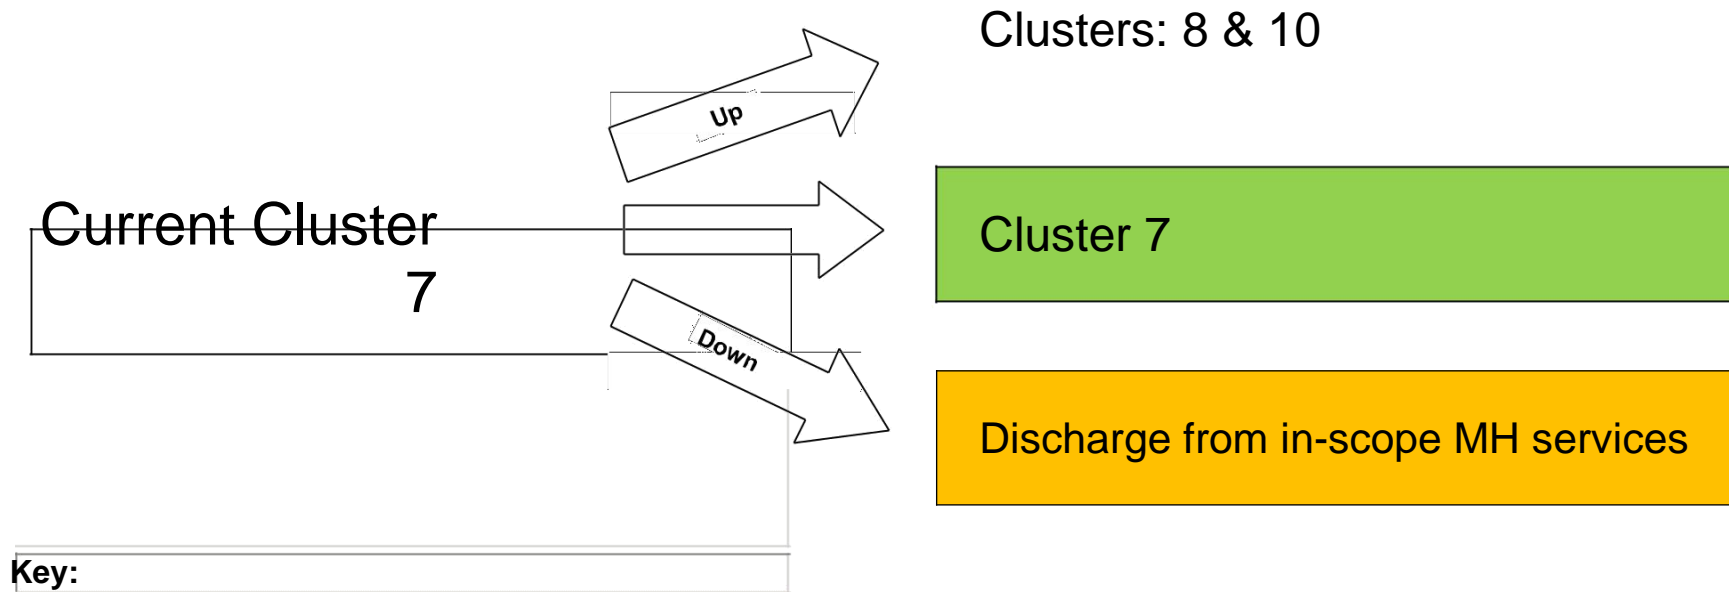 Clusters: 8 & 10
Up
Current Cluster
7
Cluster 7
Down
Discharge from in-scope MH services
Key: